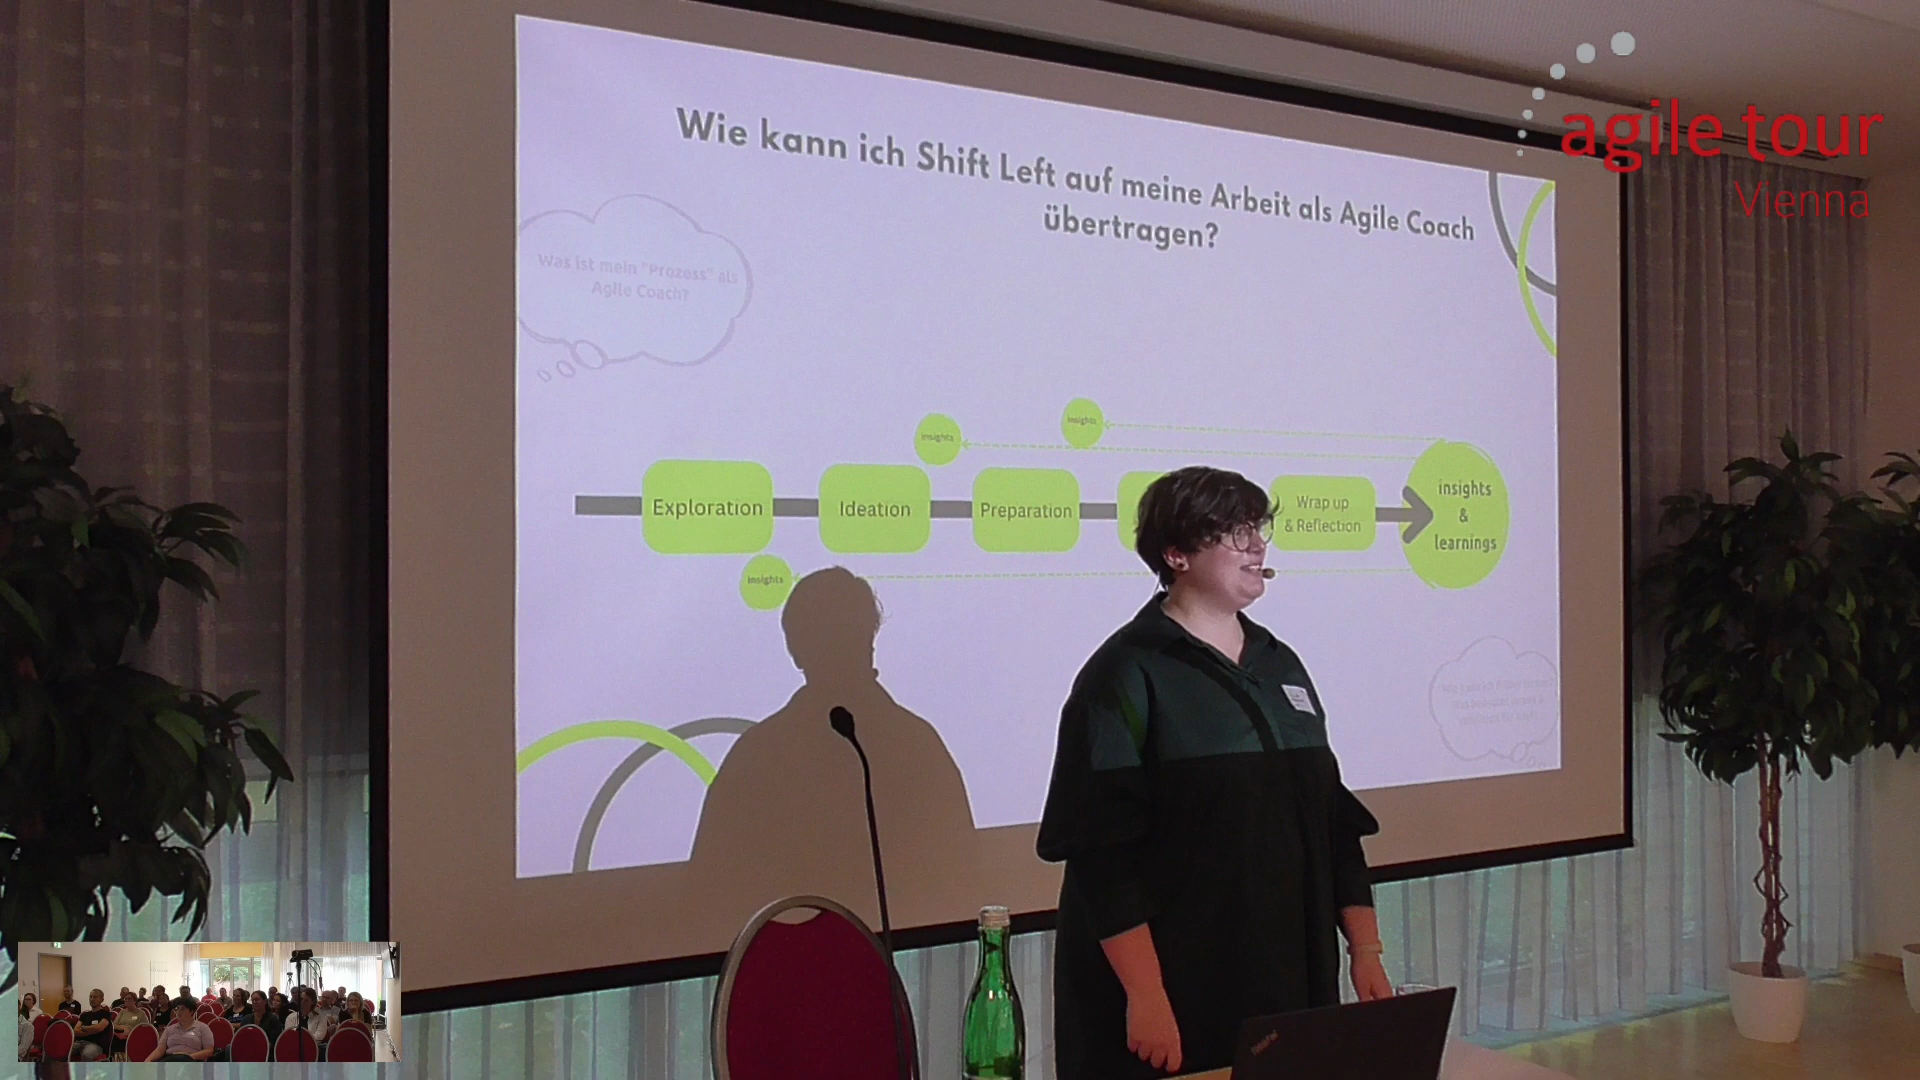 agile tour
Vienna
Wie kann ich Shift Left auf meine Arbeit als Agile Coach
übertragen?
Was ist mein "Prozess" als
Agile Coach?
insights
insights
Exploration
Ideation
Preparation
Wrap up
& Reflection
insights
&
learnings
insights
ThinkPad